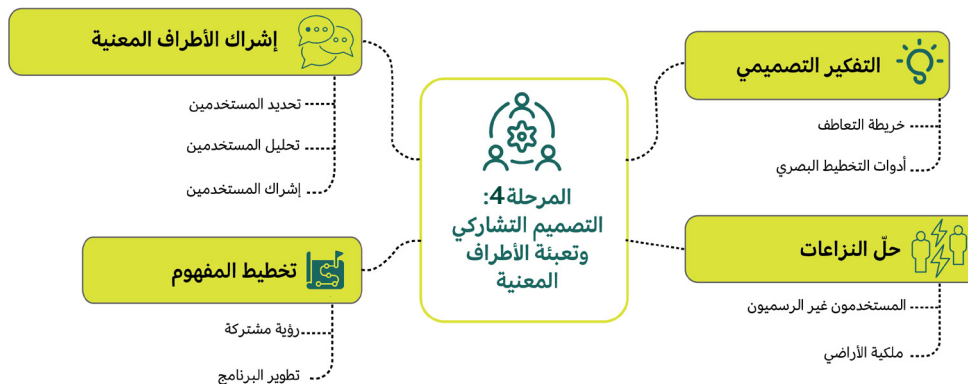 المرحلة 4:
التصميم التشاركي
وتعبئة الأطراف
المعنية
التفكير التصميمي
خريطة التعاطف
أدوات التخطيط البصري
حلّ النزاعات
المستخدمون غير الرسميون
ملكية الأراضي
إشراك الأطراف المعنية
تحديد المستخدمين
تحليل المستخدمين
إشراك المستخدمين
تخطيط المفهوم
رؤية مشتركة
تطوير البرنامج